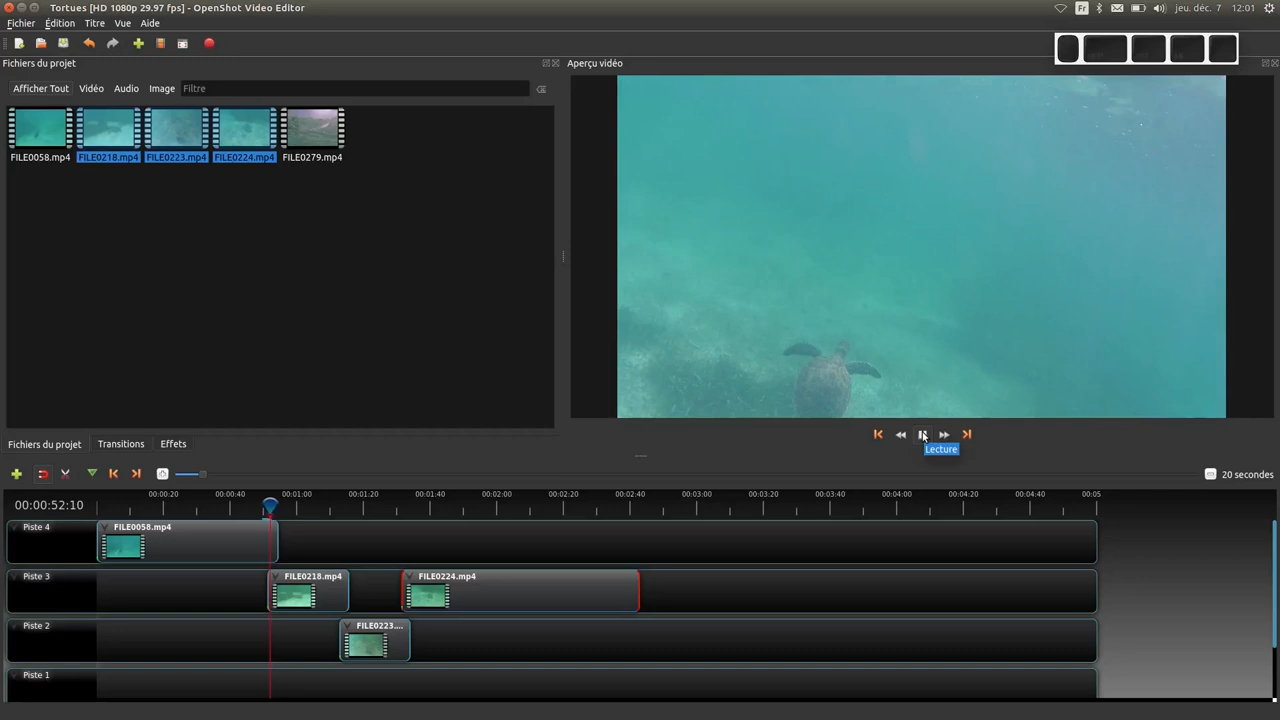 Tortues [HD 1080p 29.97 fps] - OpenShot Video Editor
Fr
jeu. déc. 7 12:01
Fichier Édition Titre Vue Aide
Fichiers du projet
Aperçu vidéo
Afficher Tout Vidéo Audio Image Filtre
FILE0058.mp4 FILE0218.mp4 FILE0223.mp4 FILE0224.mp4 FILE0279.mp4
Lecture
Fichiers du projet Transitions Effets
20 secondes
00:00:52:10
00:00:20 00:00:40 00:01:00 00:01:20 00:01:40 00:02:00 00:02:20 00:02:40 00:03:00 00:03:20 00:03:40 00:04:00 00:04:20 00:04:40 00:05
Piste 4
FILE0058.mp4
Piste 3
FILE0218.mp4
FILE0224.mp4
Piste 2
FILE0223....
Piste 1